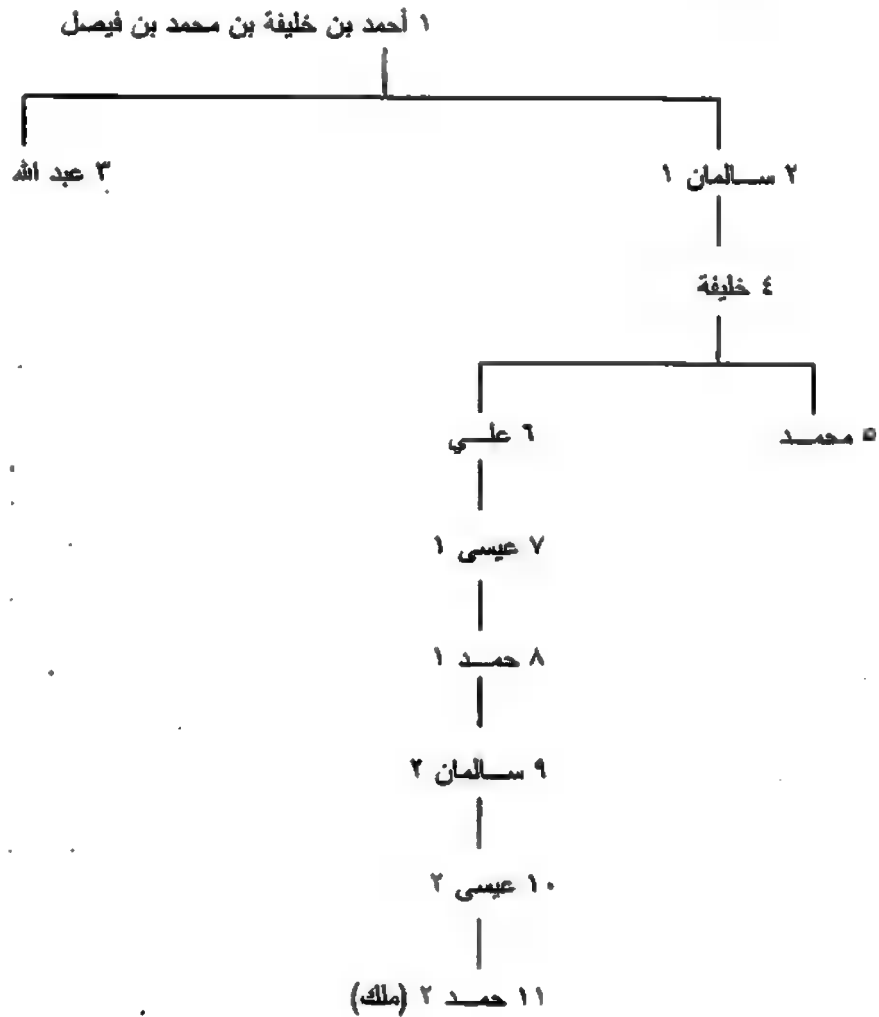 ١ أحمد بن خليفة بن محمد بن فيصل
٢ سالمان ١
٣ عبد الله
٤ خليفة
٥ محمد
٦ علي
٧ عيسى ١
٨ حمد ١
٩ سالمان ٢
١٠ عيسى ٢
١١ حمد ٢ (ملك)